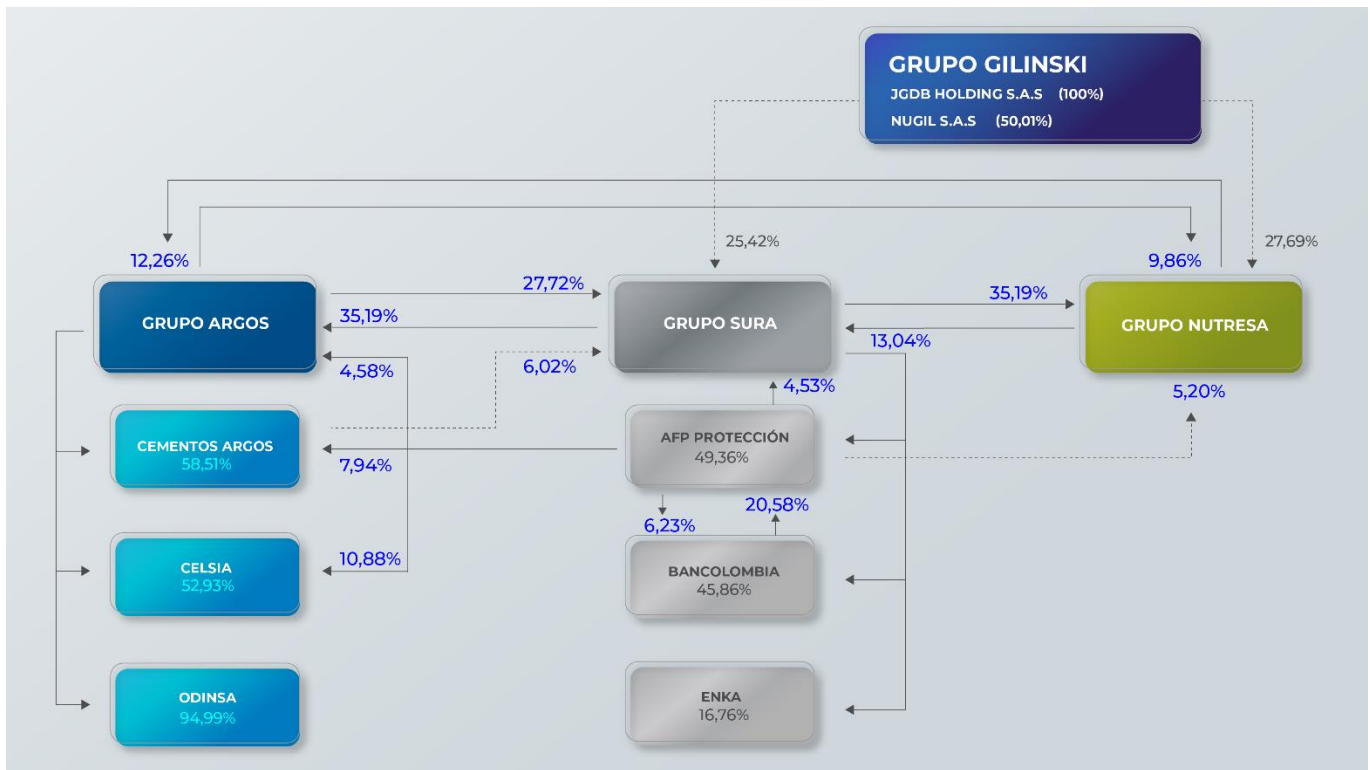 GRUPO GILINSKI
JGDB HOLDING S.A.S (100%)
NUGIL S.A.S (50,01%)
25,42%
27,69%
12,26%
9,86%
27,72%
35,19%
GRUPO ARGOS
35,19%
GRUPO SURA
GRUPO NUTRESA
13,04%
4,58%
6,02%
4,53%
5,20%
CEMENTOS ARGOS
58,51%
7,94%
AFP PROTECCIÓN
49,36%
6,23%
20,58%
CELSIA
52,93%
10,88%
BANCOLOMBIA
45,86%
ODINSA
94,99%
ENKA
16,76%